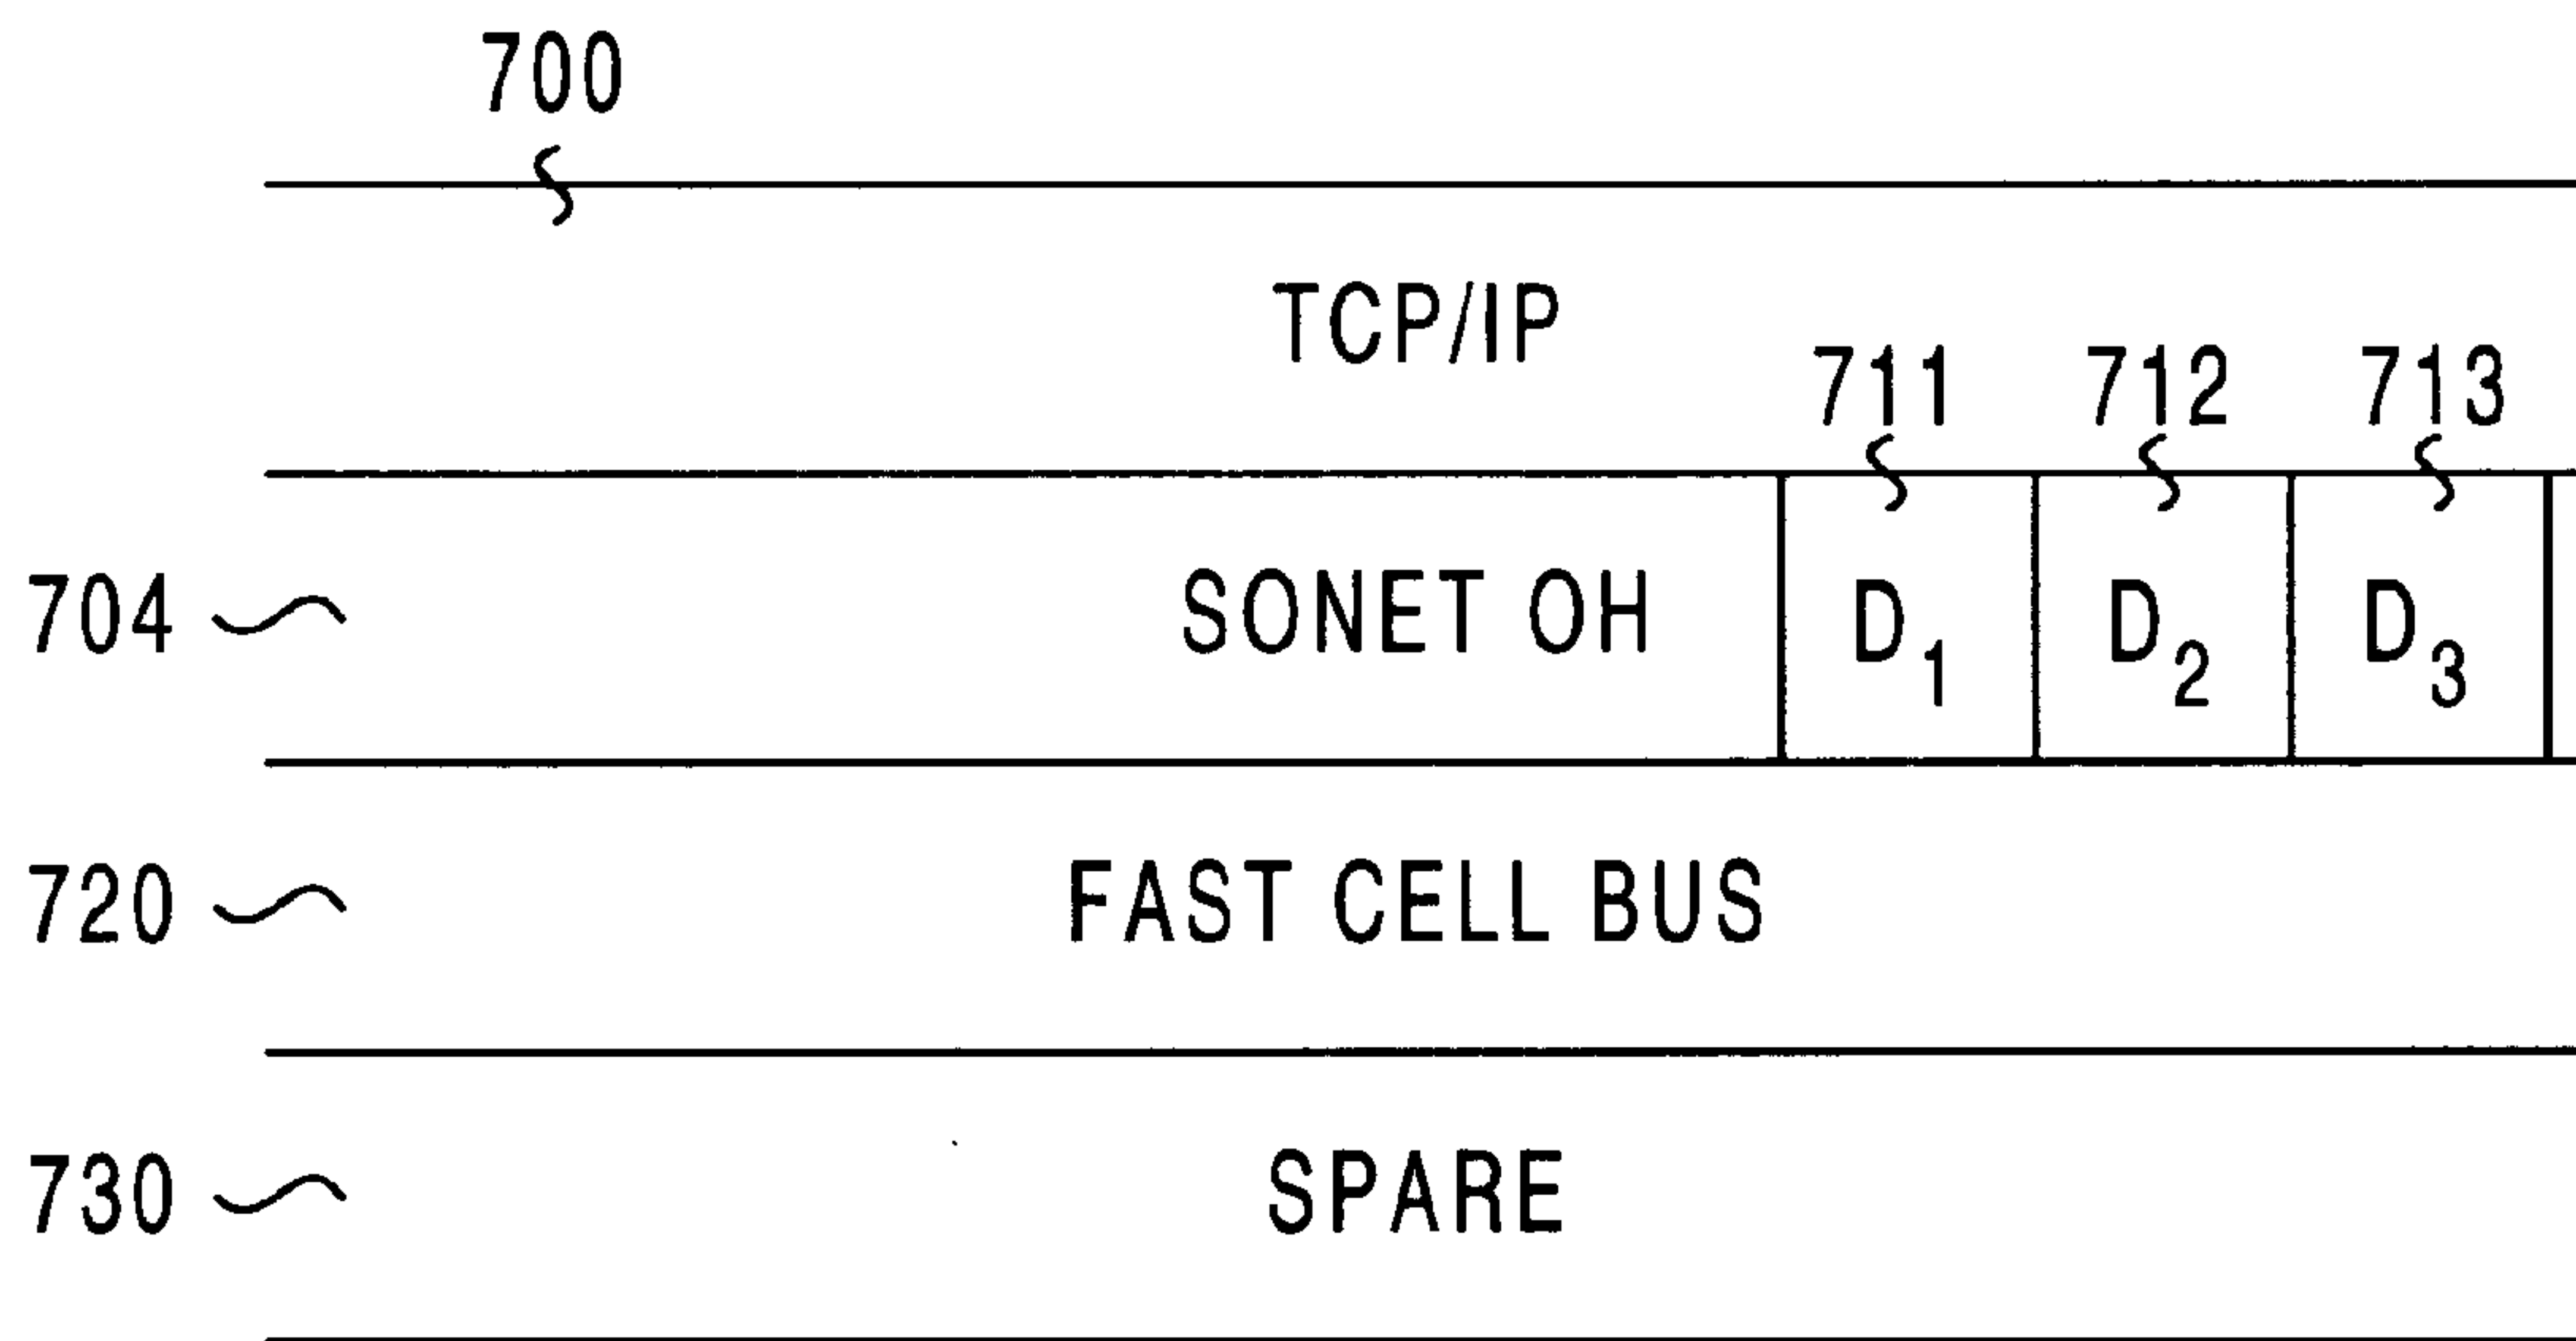 700
TCP/IP
711 712 713
704 SONET OH D1 D2 D3
720 FAST CELL BUS
730 SPARE